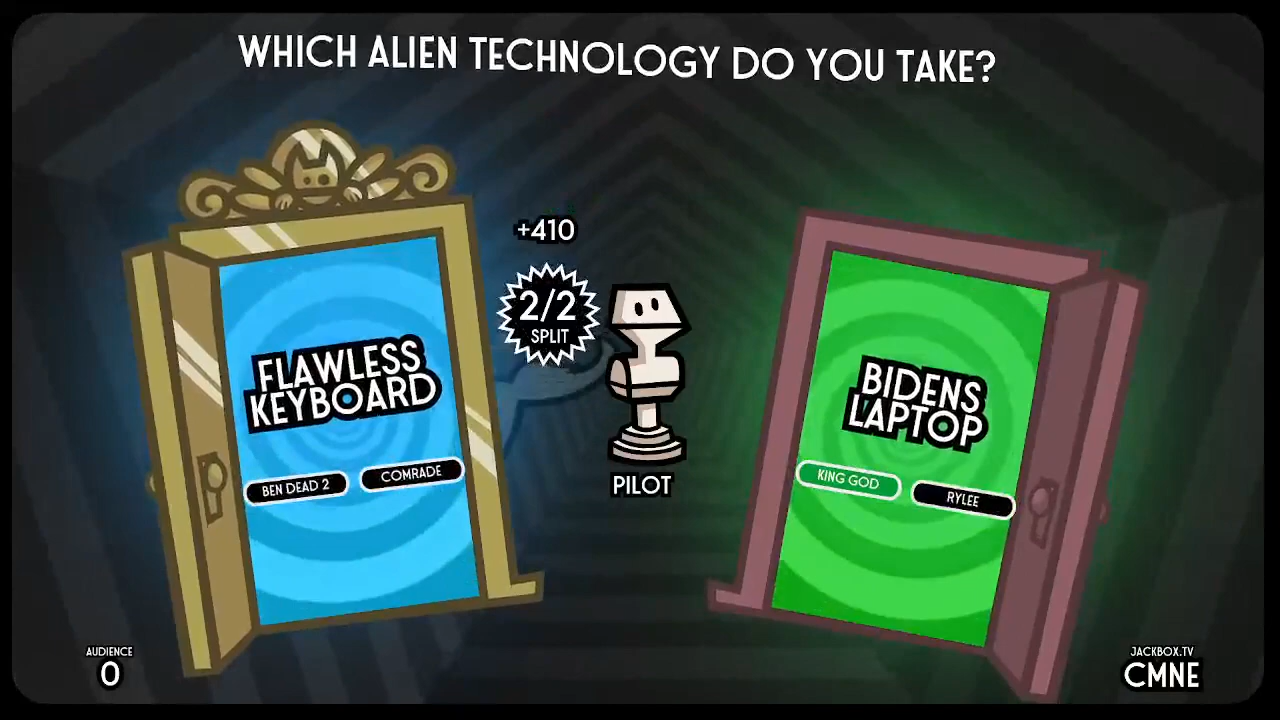 WHICH ALIEN TECHNOLOGY DO YOU TAKE?
+410
2/2
SPLIT
FLAWLESS
KEYBOARD
BEN DEAD 2
COMRADE
PILOT
BIDENS
LAPTOP
KING GOD
RYLEE
AUDIENCE
0
JACKBOX.TV
CMNE